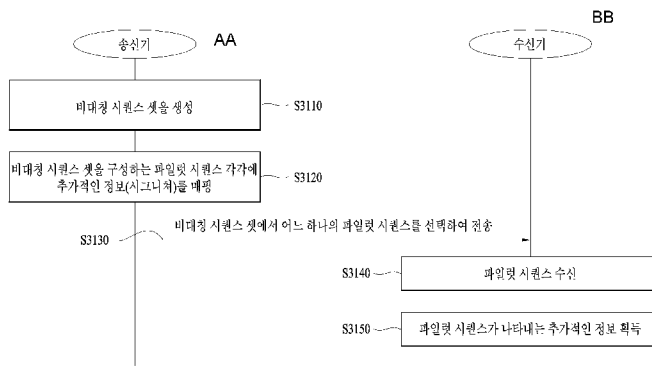 송신기
AA
BB
수신기
비대칭 시퀀스 셋을 생성
S3110
비대칭 시퀀스 셋을 구성하는 파일럿 시퀀스 각각에
추가적인 정보(시그니쳐)를 매핑
S3120
비대칭 시퀀스 셋에서 어느 하나의 파일럿 시퀀스를 선택하여 전송
S3130
S3140
파일럿 시퀀스 수신
S3150
파일럿 시퀀스가 나타내는 추가적인 정보 획득